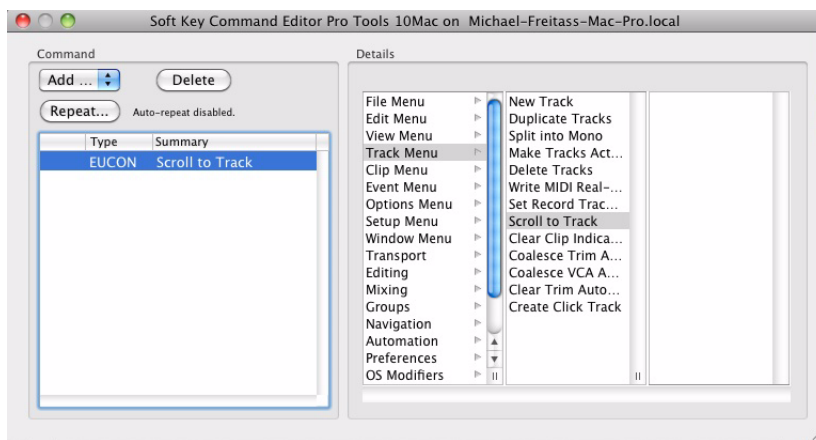 Soft Key Command Editor Pro Tools 10Mac on Michael-Freitass-Mac-Pro.local
Command
Add ...
Delete
Repeat...
Auto-repeat disabled.
Type Summary
EUCON Scroll to Track
Details
File Menu
Edit Menu
View Menu
Track Menu
Clip Menu
Event Menu
Options Menu
Setup Menu
Window Menu
Transport
Editing
Mixing
Groups
Navigation
Automation
Preferences
OS Modifiers
New Track
Duplicate Tracks
Split into Mono
Make Tracks Act...
Delete Tracks
Write MIDI Real-...
Set Record Trac...
Scroll to Track
Clear Clip Indica...
Coalesce Trim A...
Coalesce VCA A...
Clear Trim Auto...
Create Click Track